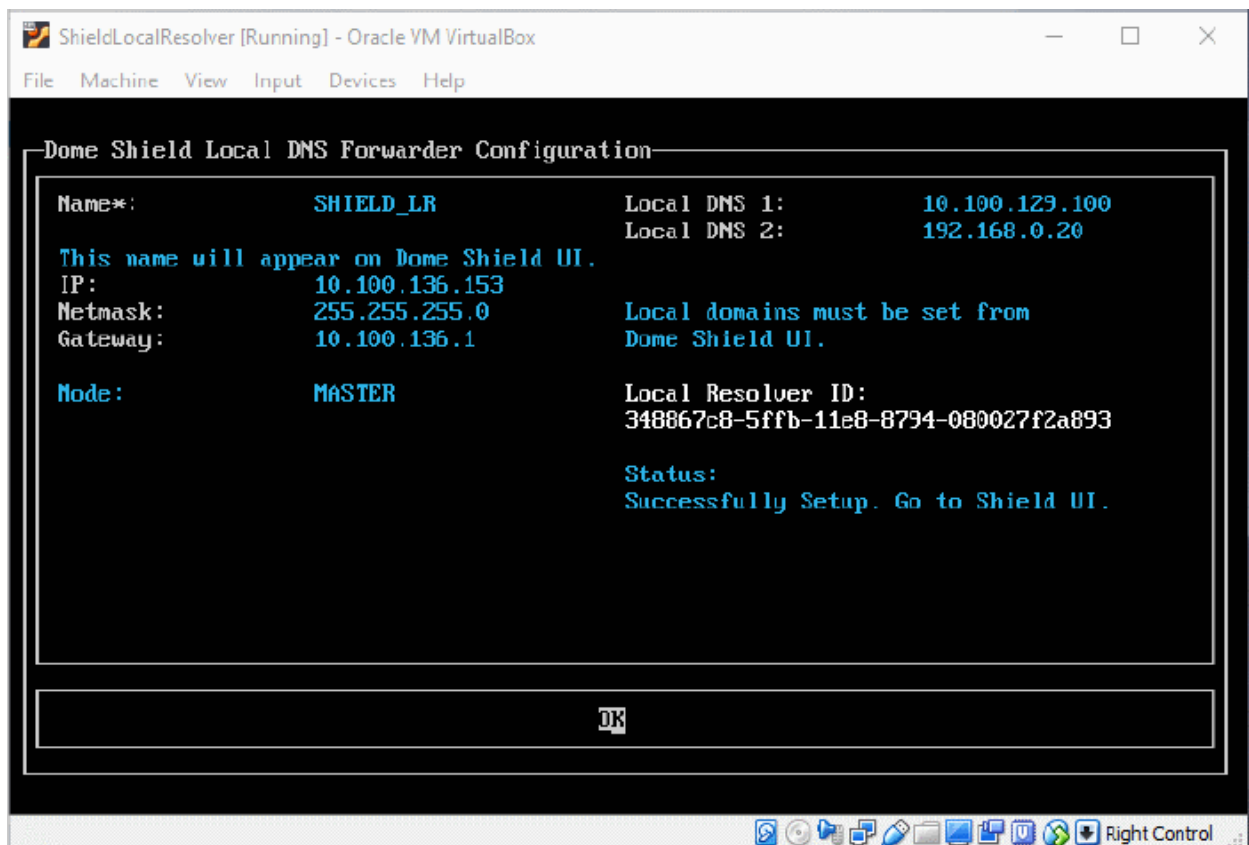 ShieldLocalResolver [Running] - Oracle VM VirtualBox
File Machine View Input Devices Help
Dome Shield Local DNS Forwarder Configuration
Name*: SHIELD_LR
This name will appear on Dome Shield UI.
IP: 10.100.136.153
Netmask: 255.255.255.0
Gateway: 10.100.136.1
Node: MASTER
Local DNS 1: 10.100.129.100
Local DNS 2: 192.168.0.20
Local domains must be set from
Dome Shield UI.
Local Resolver ID:
348867c8-5ffb-11e8-8794-080027f2a893
Status:
Successfully Setup. Go to Shield UI.
OK
Right Control